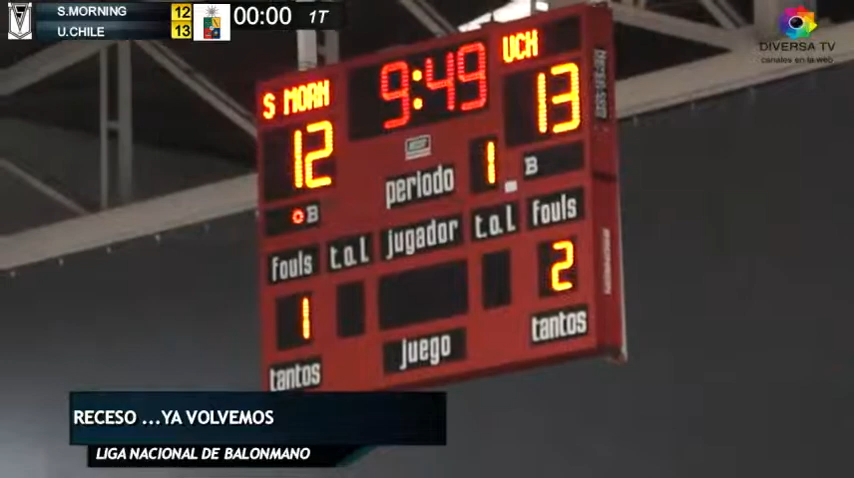 S.MORNING 12
U.CHILE 13
00:00 1T
DIVERSA TV
canales en la web
S MORN 9:49 UCH
12 13
periodo 1
B B
fouls t.o.l jugador t.o.l fouls
1 2
tantos juego tantos
RECESO ...YA VOLVEMOS
LIGA NACIONAL DE BALONMANO